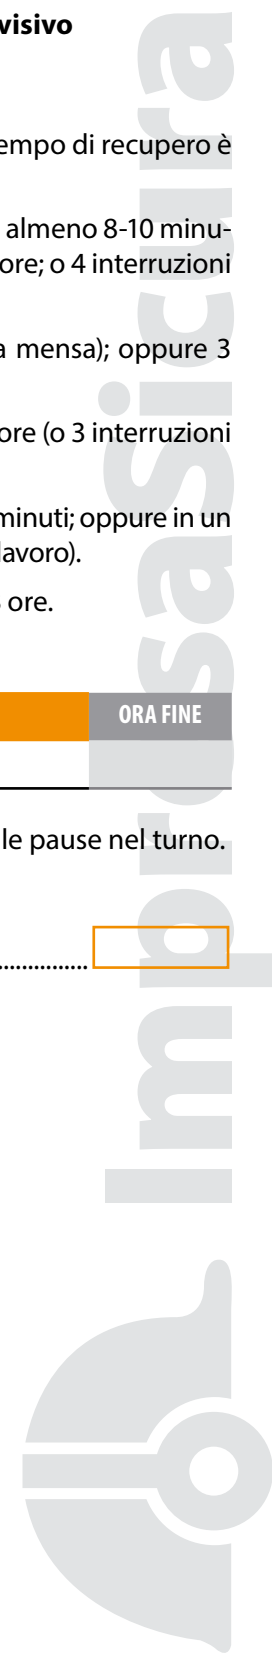 visivo
empo di recupero è
almeno 8-10 minu-
ore; o 4 interruzioni
a mensa); oppure 3
ore (o 3 interruzioni
minuti; oppure in un
lavoro).
ore.
ORA FINE
le pause nel turno.
................
ImpresaSicura